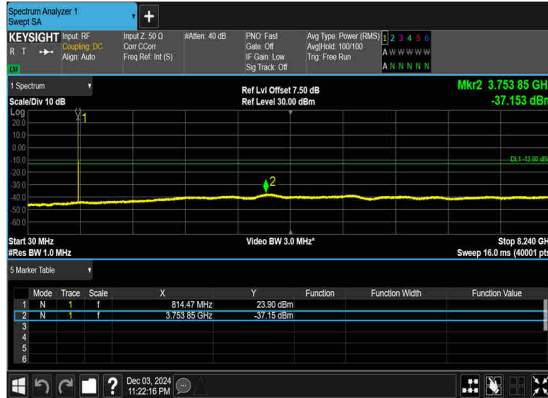 Spectrum Analyzer 1
Swept SA
+
KEYSIGHT
R T
Input: RF
Coupling: DC
Align: Auto
Input Z: 50 Ω
Corr CCorr
Freq Ref: Int (S)
#Atten: 40 dB
PNO: Fast
Gate: Off
IF Gain: Low
Sig Track: Off
Avg Type: Power (RMS)
Avg|Hold: 100/100
Trig: Free Run
1 2 3 4 5 6
A W W W W W
A N N N N N
1 Spectrum
Scale/Div 10 dB
Ref Lvl Offset 7.50 dB
Ref Level 30.00 dBm
Mkr2 3.753 85 GHz
-37.153 dBm
Log
20.0
10.0
0.00
-10.0
-20.0
-30.0
-40.0
-50.0
-60.0
1
2
DL1 -13.00 dB
Start 30 MHz
#Res BW 1.0 MHz
Video BW 3.0 MHz*
Stop 8.240 GH
Sweep 16.0 ms (40001 pts
5 Marker Table
Mode Trace Scale X Y Function Function Width Function Value
1 N 1 f 814.47 MHz 23.90 dBm
2 N 1 f 3.753 85 GHz -37.15 dBm
3
4
5
6
?
Dec 03, 2024
11:22:16 PM